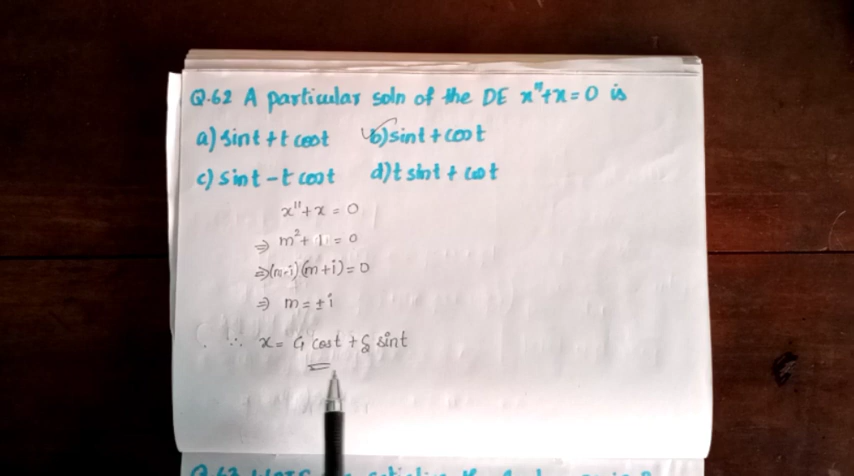 Q.62 A particular soln of the DE x"+x=0 is
a) sint + t cost b) sint + cost
c) sint - t cost d) t sint + cost
x" + x = 0
⇒ m² + 1 = 0
⇒ (m-i)(m+i) = 0
⇒ m = ± i
∴ x = C₁ cost + C₂ sint
Q.63